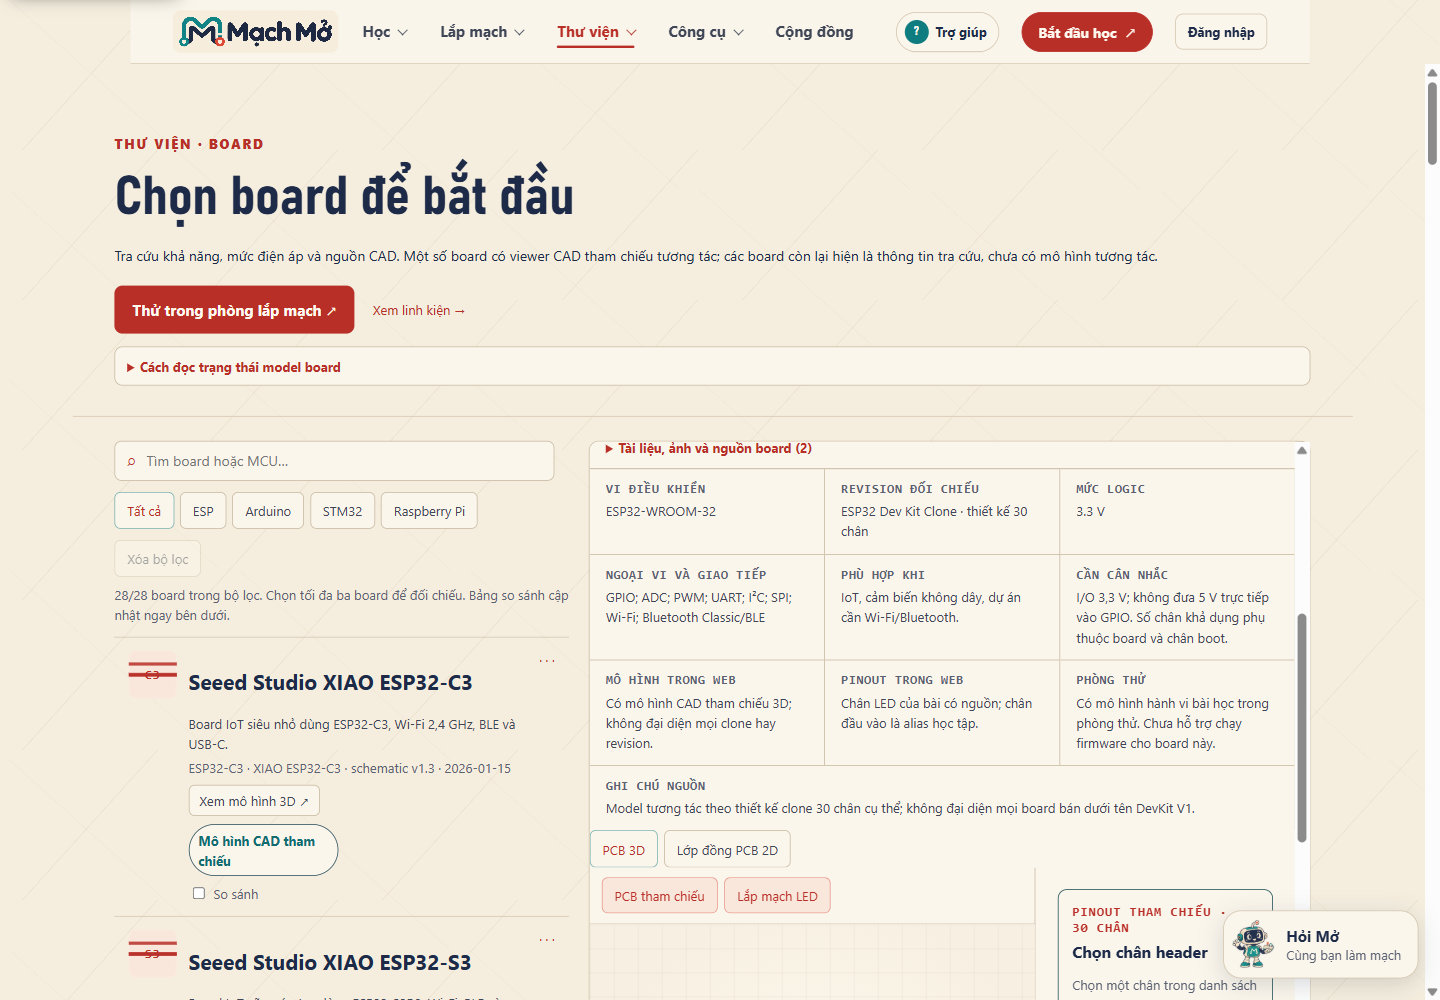 Mạch Mở
Học
Lắp mạch
Thư viện
Công cụ
Cộng đồng
? Trợ giúp
Bắt đầu học ↗
Đăng nhập
THƯ VIỆN · BOARD
Chọn board để bắt đầu
Tra cứu khả năng, mức điện áp và nguồn CAD. Một số board có viewer CAD tham chiếu tương tác; các board còn lại hiện là thông tin tra cứu, chưa có mô hình tương tác.
Thử trong phòng lắp mạch ↗
Xem linh kiện →
▶ Cách đọc trạng thái model board
Tìm board hoặc MCU...
Tất cả
ESP
Arduino
STM32
Raspberry Pi
Xóa bộ lọc
28/28 board trong bộ lọc. Chọn tối đa ba board để đối chiếu. Bảng so sánh cập
nhật ngay bên dưới.
C3
...
Seeed Studio XIAO ESP32-C3
Board IoT siêu nhỏ dùng ESP32-C3, Wi-Fi 2,4 GHz, BLE và
USB-C.
ESP32-C3 · XIAO ESP32-C3 · schematic v1.3 · 2026-01-15
Xem mô hình 3D ↗
Mô hình CAD tham
chiếu
So sánh
S3
...
Seeed Studio XIAO ESP32-S3
▶ Tài liệu, ảnh và nguồn board (2)
VI ĐIỀU KHIỂN
ESP32-WROOM-32
REVISION ĐỐI CHIẾU
ESP32 Dev Kit Clone · thiết kế 30
chân
MỨC LOGIC
3.3 V
NGOẠI VI VÀ GIAO TIẾP
GPIO; ADC; PWM; UART; I²C; SPI;
Wi-Fi; Bluetooth Classic/BLE
PHÙ HỢP KHI
IoT, cảm biến không dây, dự án
cần Wi-Fi/Bluetooth.
CẦN CÂN NHẮC
I/O 3,3 V; không đưa 5 V trực tiếp
vào GPIO. Số chân khả dụng phụ
thuộc board và chân boot.
MÔ HÌNH TRONG WEB
Có mô hình CAD tham chiếu 3D;
không đại diện mọi clone hay
revision.
PINOUT TRONG WEB
Chân LED của bài có nguồn; chân
đầu vào là alias học tập.
PHÒNG THỬ
Có mô hình hành vi bài học trong
phòng thử. Chưa hỗ trợ chạy
firmware cho board này.
GHI CHÚ NGUỒN
Model tương tác theo thiết kế clone 30 chân cụ thể; không đại diện mọi board bán dưới tên DevKit V1.
PCB 3D
Lớp đồng PCB 2D
PCB tham chiếu
Lắp mạch LED
PINOUT THAM CHIẾU ·
30 CHÂN
Chọn chân header
Chọn một chân trong danh sách
Hỏi Mở
Cùng bạn làm mạch